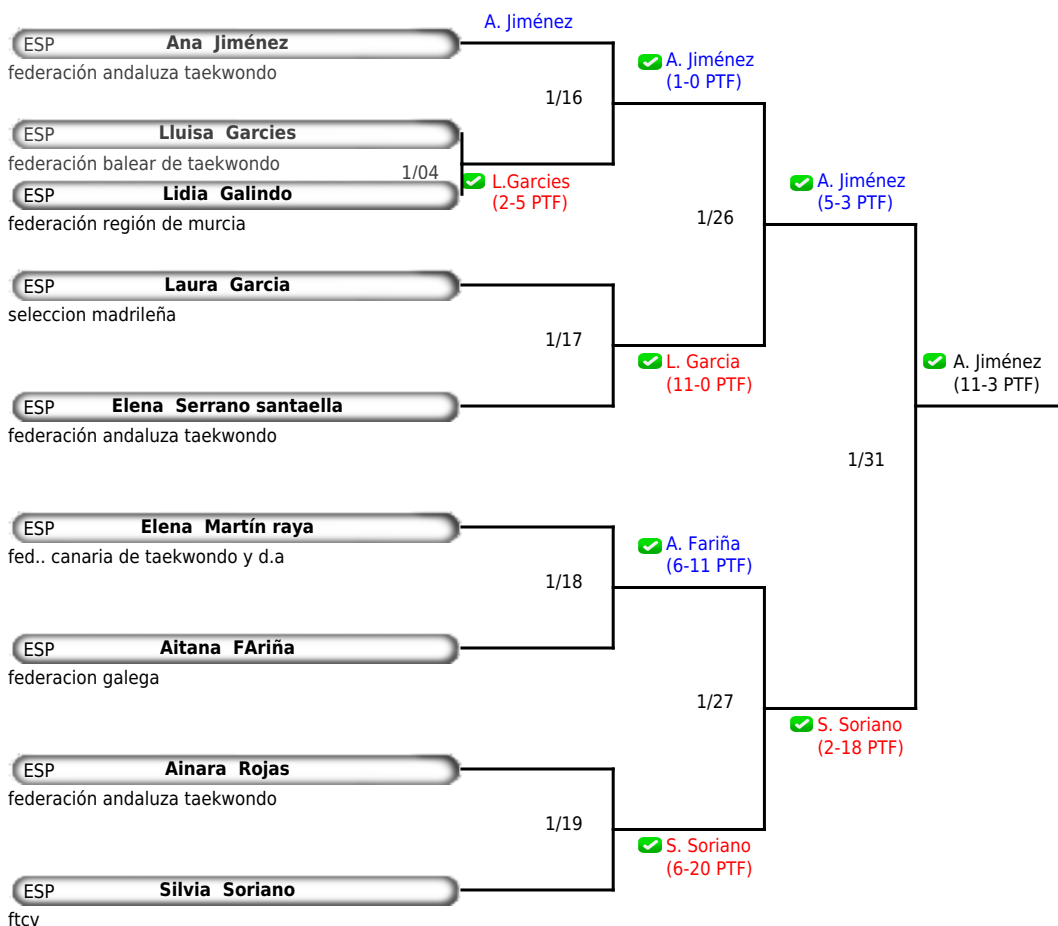 A. Jiménez
ESP Ana Jiménez
federación andaluza taekwondo
A. Jiménez
(1-0 PTF)
1/16
ESP Lluisa Garcies
federación balear de taekwondo
1/04
L.Garcies
(2-5 PTF)
ESP Lidia Galindo
federación región de murcia
A. Jiménez
(5-3 PTF)
1/26
ESP Laura Garcia
seleccion madrileña
1/17
L. Garcia
(11-0 PTF)
A. Jiménez
(11-3 PTF)
ESP Elena Serrano santaella
federación andaluza taekwondo
1/31
ESP Elena Martín raya
fed.. canaria de taekwondo y d.a
A. Fariña
(6-11 PTF)
1/18
ESP Aitana FAriña
federacion galega
1/27
S. Soriano
(2-18 PTF)
ESP Ainara Rojas
federación andaluza taekwondo
1/19
S. Soriano
(6-20 PTF)
ESP Silvia Soriano
ftcv